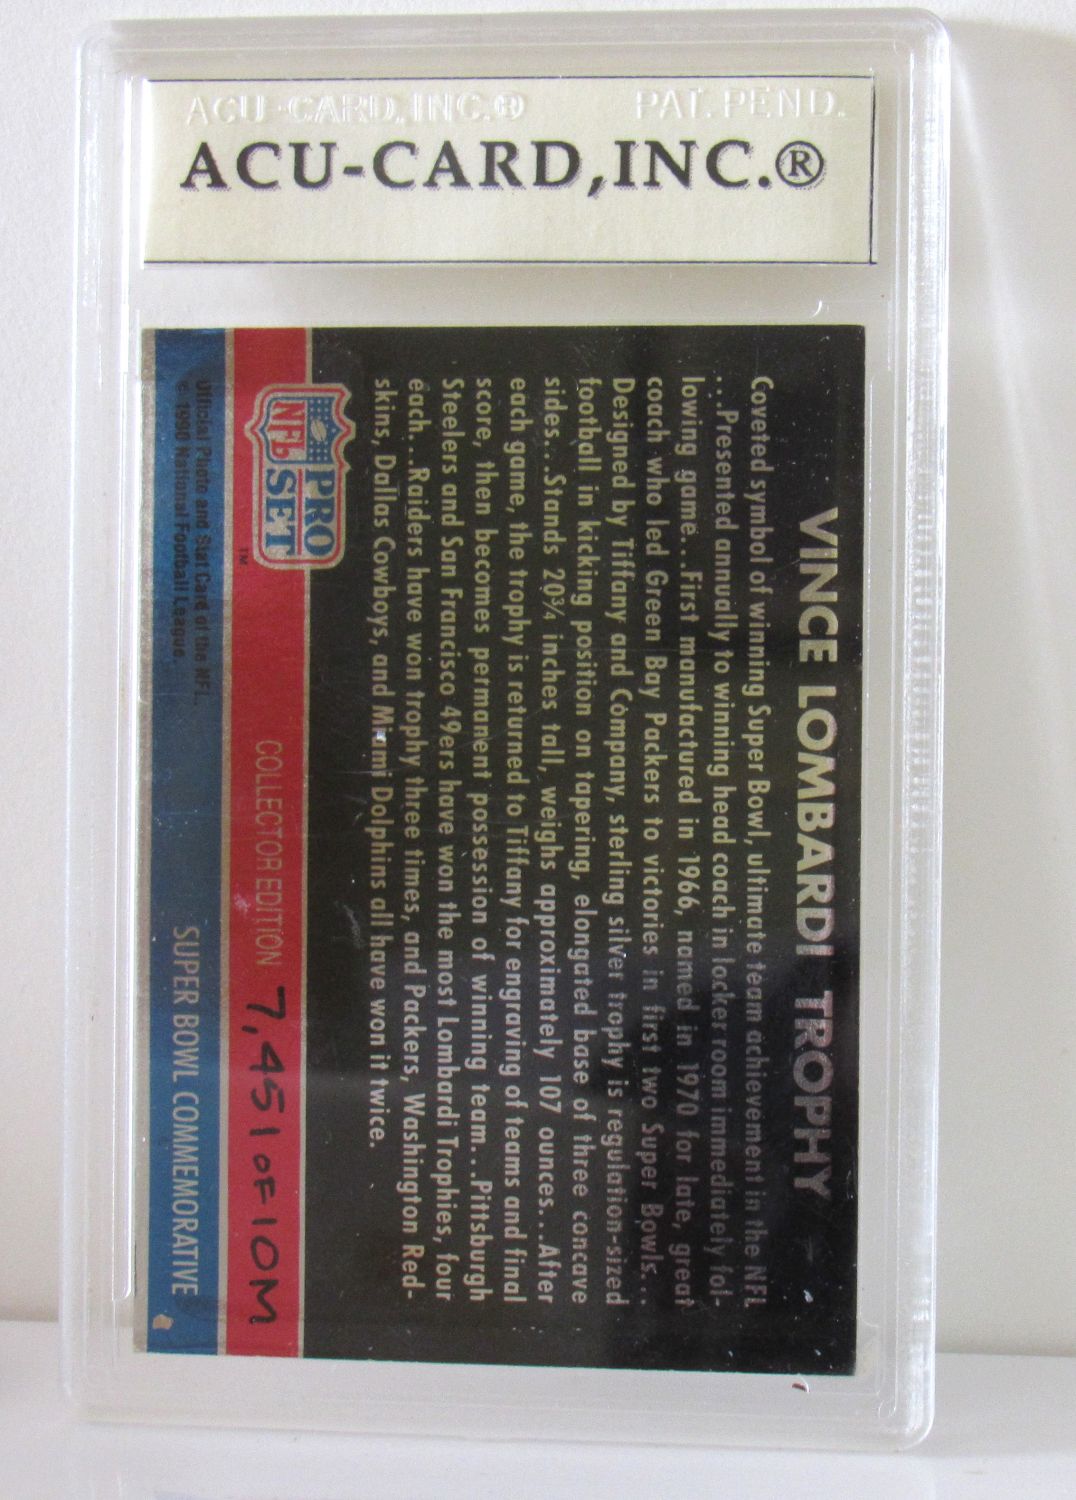 ACU-CARD, INC.® PAT. PEND.
ACU-CARD,INC.®
VINCE LOMBARDI TROPHY
Coveted symbol of winning Super Bowl, ultimate team achievement in the NFL
...Presented annually to winning head coach in locker room immediately fol-
lowing game...First manufactured in 1966, named in 1970 for late, great
coach who led Green Bay Packers to victories in first two Super Bowls...
Designed by Tiffany and Company, sterling silver trophy is regulation-sized
football in kicking position on tapering, elongated base of three concave
sides...Stands 20¾ inches tall, weighs approximately 107 ounces...After
each game, the trophy is returned to Tiffany for engraving of teams and final
score, then becomes permanent possession of winning team...Pittsburgh
Steelers and San Francisco 49ers have won the most Lombardi Trophies, four
each...Raiders have won trophy three times, and Packers, Washington Red-
skins, Dallas Cowboys, and Miami Dolphins all have won it twice.
NFL PRO SET ™
COLLECTOR EDITION 7,451 OF 10M
Official Photo and Stat Card of the NFL.
© 1990 National Football League.
SUPER BOWL COMMEMORATIVE